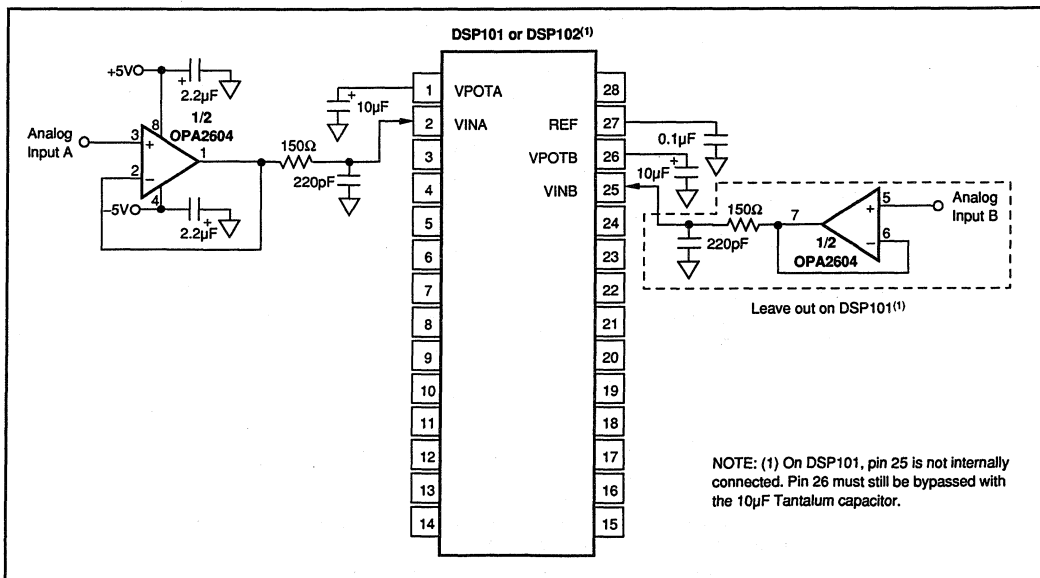 DSP101 or DSP102(1)
+5V
2.2µF
+
8
1/2
OPA2604
Analog
Input A
3
+
1
2
−
4
−5V
2.2µF
+
150Ω
220pF
10µF
+
1 VPOTA
2 VINA
3
4
5
6
7
8
9
10
11
12
13
14
28
REF 27
VPOTB 26
VINB 25
24
23
22
21
20
19
18
17
16
15
0.1µF
10µF
+
150Ω
220pF
7
1/2
OPA2604
+
5
−
6
Analog
Input B
Leave out on DSP101(1)
NOTE: (1) On DSP101, pin 25 is not internally
connected. Pin 26 must still be bypassed with
the 10µF Tantalum capacitor.